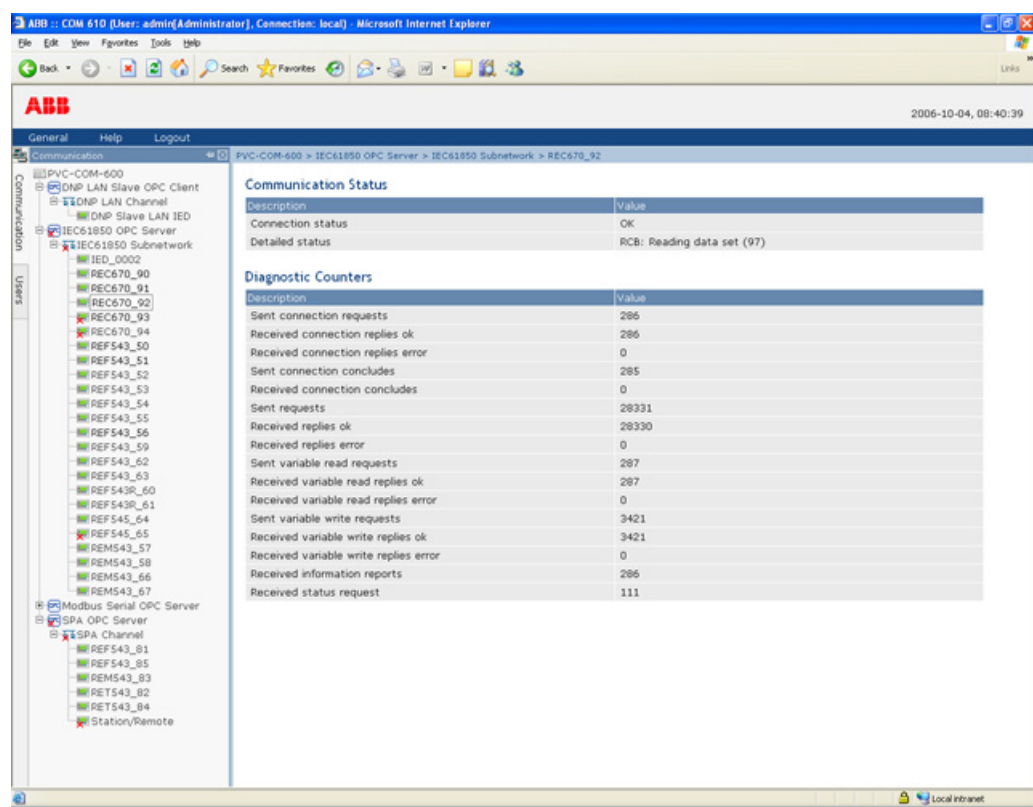 ABB :: COM 610 (User: admin[Administrator], Connection: local) - Microsoft Internet Explorer
File Edit View Favorites Tools Help
Back Search Favorites Links
ABB
2006-10-04, 08:40:39
General Help Logout
Communication
PVC-COM-600 > IEC61850 OPC Server > IEC61850 Subnetwork > REC670_92
Communication
Users
PVC-COM-600
DNP LAN Slave OPC Client
DNP LAN Channel
DNP Slave LAN IED
IEC61850 OPC Server
IEC61850 Subnetwork
IED_0002
REC670_90
REC670_91
REC670_92
REC670_93
REC670_94
REF543_50
REF543_51
REF543_52
REF543_53
REF543_54
REF543_55
REF543_56
REF543_59
REF543_62
REF543_63
REF543R_60
REF543R_61
REF545_64
REF545_65
REM543_57
REM543_58
REM543_66
REM543_67
Modbus Serial OPC Server
SPA OPC Server
SPA Channel
REF543_81
REF543_85
REM543_83
RET543_82
RET543_84
Station/Remote
Communication Status
Description Value
Connection status OK
Detailed status RCB: Reading data set (97)
Diagnostic Counters
Description Value
Sent connection requests 286
Received connection replies ok 286
Received connection replies error 0
Sent connection concludes 285
Received connection concludes 0
Sent requests 28331
Received replies ok 28330
Received replies error 0
Sent variable read requests 287
Received variable read replies ok 287
Received variable read replies error 0
Sent variable write requests 3421
Received variable write replies ok 3421
Received variable write replies error 0
Received information reports 286
Received status request 111
Local intranet